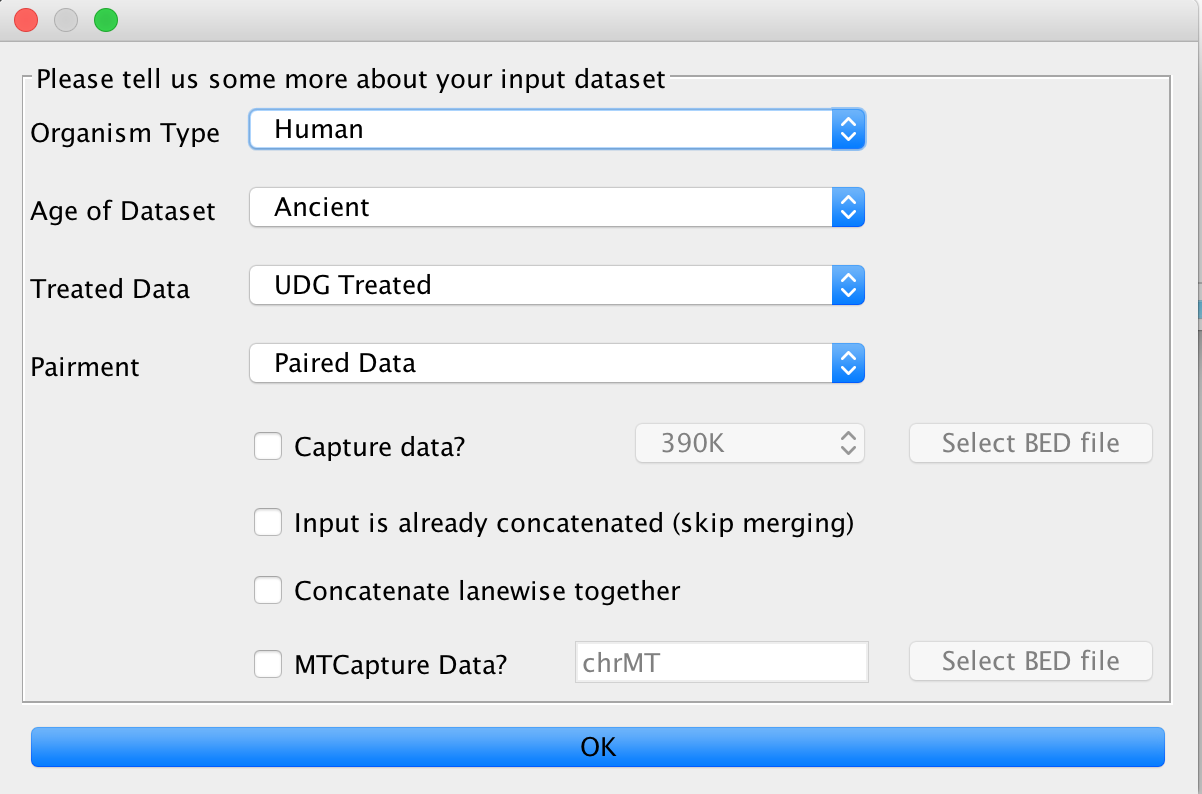 Please tell us some more about your input dataset
Organism Type Human
Age of Dataset Ancient
Treated Data UDG Treated
Pairment Paired Data
Capture data? 390K Select BED file
Input is already concatenated (skip merging)
Concatenate lanewise together
MTCapture Data? chrMT Select BED file
OK